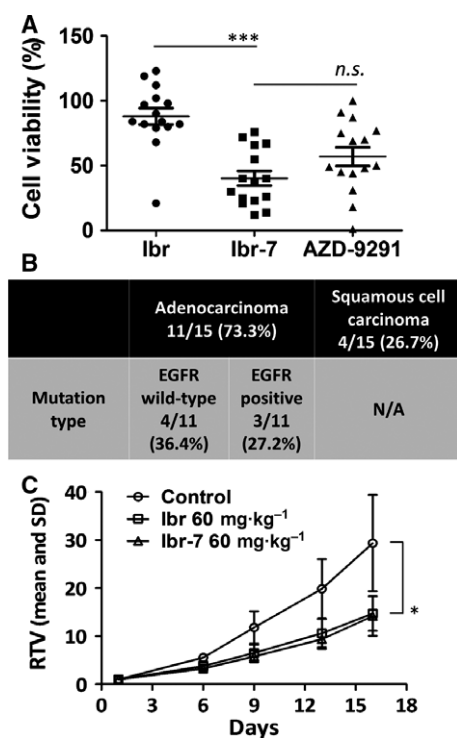 A
Cell viability (%)
150
100
50
0
***
n.s.
Ibr
Ibr-7
AZD-9291
B
Adenocarcinoma
11/15 (73.3%)
Squamous cell
carcinoma
4/15 (26.7%)
Mutation
type
EGFR
wild-type
4/11
(36.4%)
EGFR
positive
3/11
(27.2%)
N/A
C
RTV (mean and SD)
40
30
20
10
0
Control
Ibr 60 mg·kg⁻¹
Ibr-7 60 mg·kg⁻¹
*
0 3 6 9 12 15 18
Days